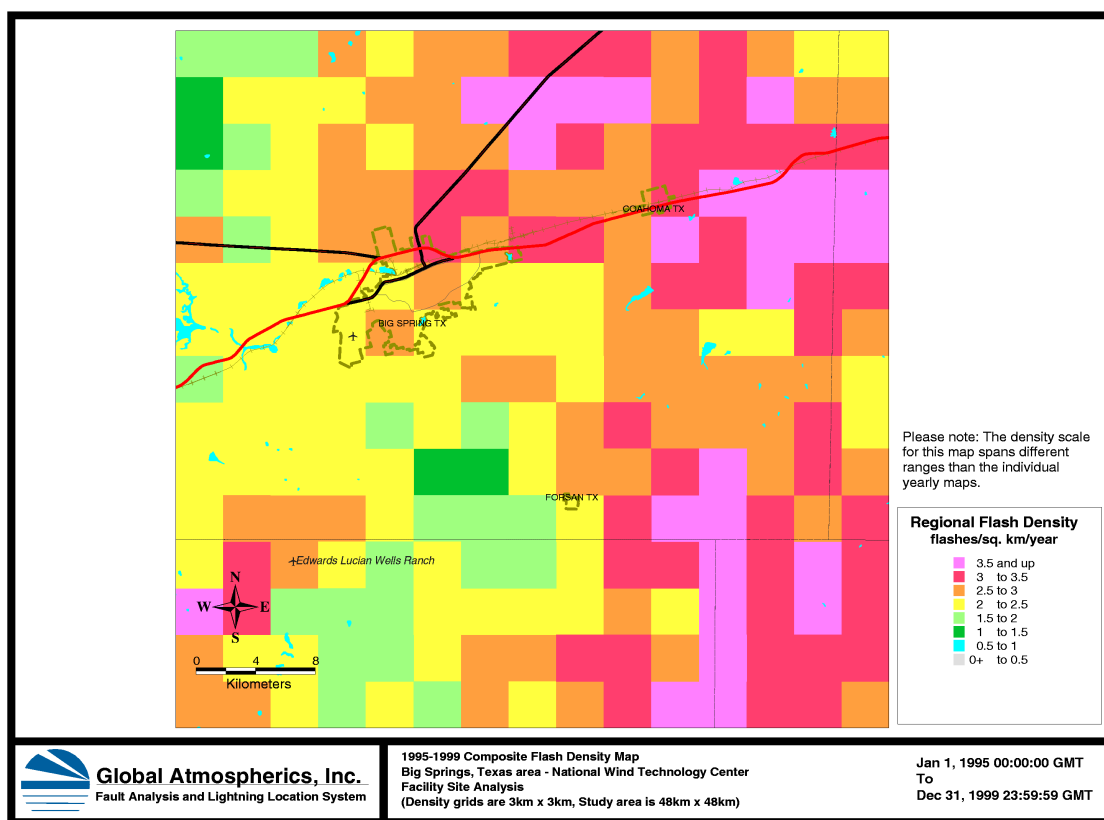 COAHOMA TX
BIG SPRING TX
FORSAN TX
Edwards Lucian Wells Ranch
N
W E
S
0 4 8
Kilometers
Please note: The density scale
for this map spans different
ranges than the individual
yearly maps.
Regional Flash Density
flashes/sq. km/year
3.5 and up
3 to 3.5
2.5 to 3
2 to 2.5
1.5 to 2
1 to 1.5
0.5 to 1
0+ to 0.5
Global Atmospherics, Inc.
Fault Analysis and Lightning Location System
1995-1999 Composite Flash Density Map
Big Springs, Texas area - National Wind Technology Center
Facility Site Analysis
(Density grids are 3km x 3km, Study area is 48km x 48km)
Jan 1, 1995 00:00:00 GMT
To
Dec 31, 1999 23:59:59 GMT